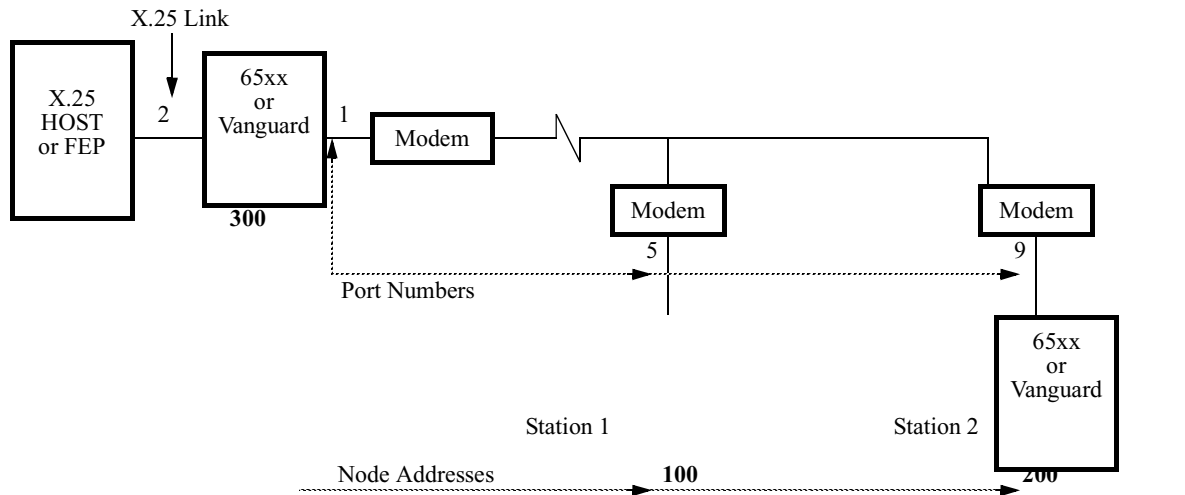 X.25 Link
X.25
HOST
or FEP
2
65xx
or
Vanguard
300
1
Modem
Modem
Modem
5
9
Port Numbers
65xx
or
Vanguard
Station 1
Station 2
Node Addresses
100
200